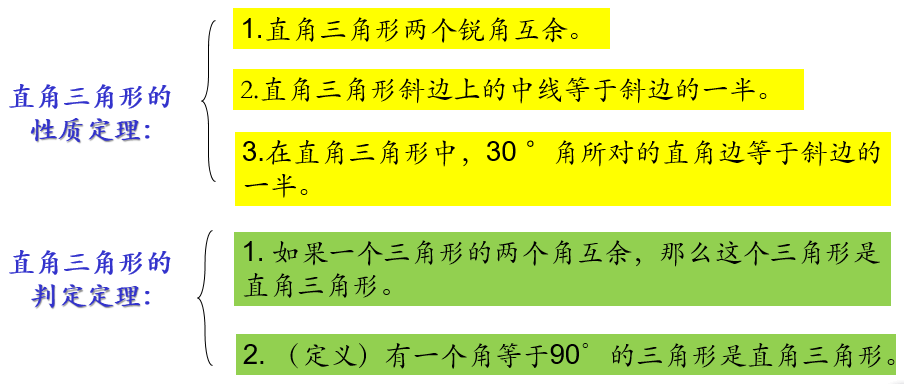 直角三角形的
性质定理：
1.直角三角形两个锐角互余。
2.直角三角形斜边上的中线等于斜边的一半。
3.在直角三角形中，30 °角所对的直角边等于斜边的
一半。
直角三角形的
判定定理：
1. 如果一个三角形的两个角互余，那么这个三角形是
直角三角形。
2. （定义）有一个角等于90°的三角形是直角三角形。